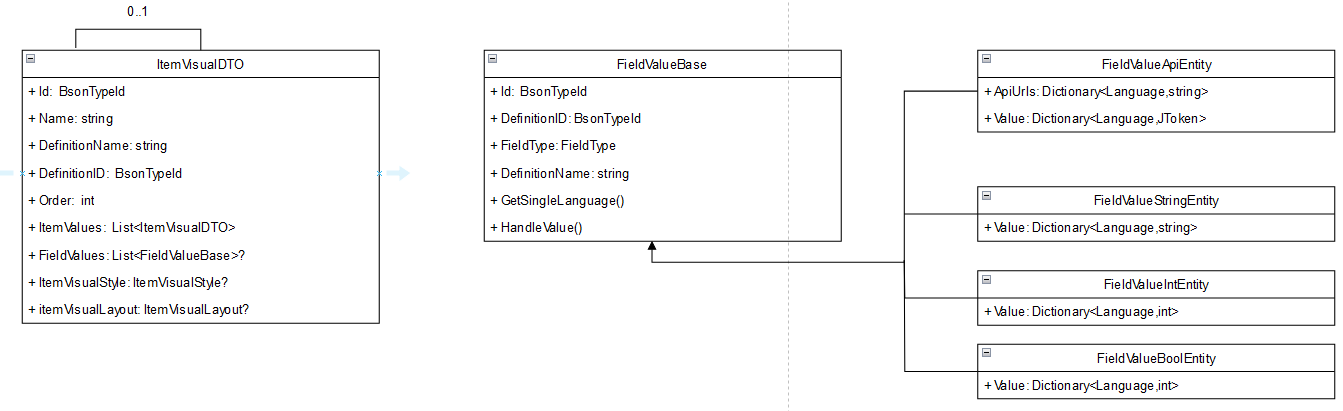 0..1
ItemVisualDTO
+ Id: BsonTypeId
+ Name: string
+ DefinitionName: string
+ DefinitionID: BsonTypeId
+ Order: int
+ ItemValues: List<ItemVisualDTO>
+ FieldValues: List<FieldValueBase>?
+ ItemVisualStyle: ItemVisualStyle?
+ itemVisualLayout: ItemVisualLayout?
FieldValueBase
+ Id: BsonTypeId
+ DefinitionID: BsonTypeId
+ FieldType: FieldType
+ DefinitionName: string
+ GetSingleLanguage()
+ HandleValue()
FieldValueApiEntity
+ ApiUrls: Dictionary<Language,string>
+ Value: Dictionary<Language,JToken>
FieldValueStringEntity
+ Value: Dictionary<Language,string>
FieldValueIntEntity
+ Value: Dictionary<Language,int>
FieldValueBoolEntity
+ Value: Dictionary<Language,int>